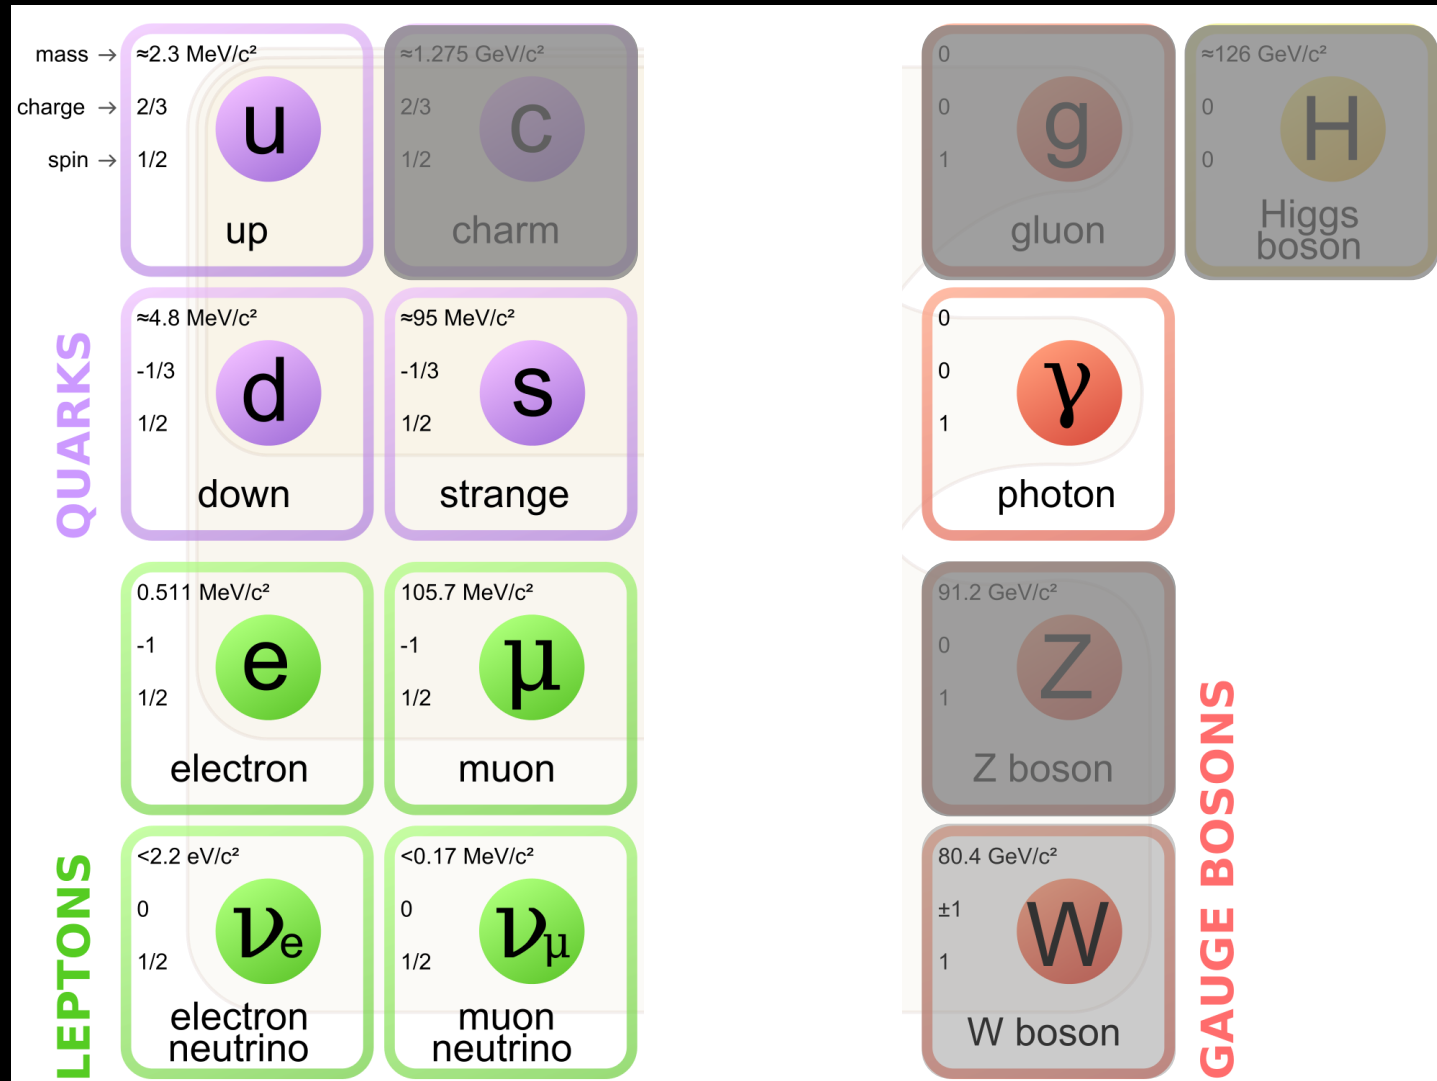 mass →
charge →
spin →
≈2.3 MeV/c²
2/3
1/2
u
up
≈1.275 GeV/c²
2/3
1/2
c
charm
0
0
1
g
gluon
≈126 GeV/c²
0
0
H
Higgs
boson
QUARKS
≈4.8 MeV/c²
-1/3
1/2
d
down
≈95 MeV/c²
-1/3
1/2
s
strange
0
0
1
γ
photon
0.511 MeV/c²
-1
1/2
e
electron
105.7 MeV/c²
-1
1/2
μ
muon
91.2 GeV/c²
0
1
Z
Z boson
LEPTONS
<2.2 eV/c²
0
1/2
νe
electron
neutrino
<0.17 MeV/c²
0
1/2
νμ
muon
neutrino
80.4 GeV/c²
±1
1
W
W boson
GAUGE BOSONS